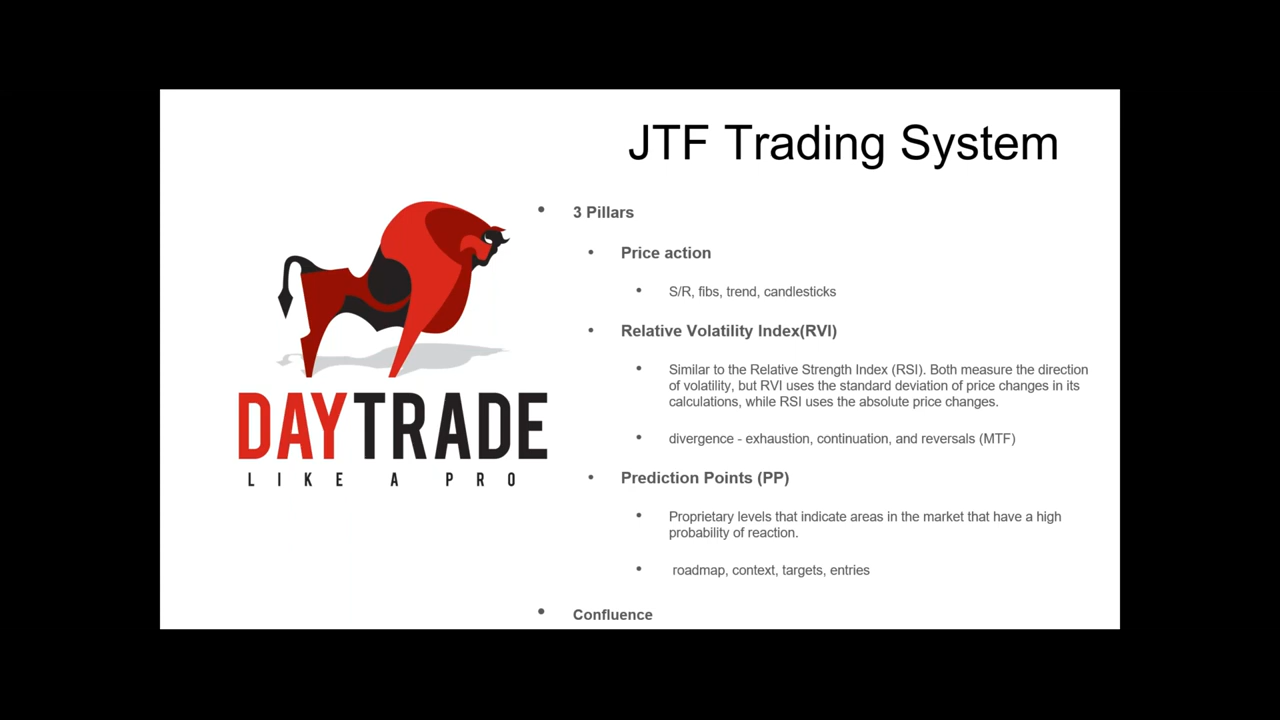 JTF Trading System
• 3 Pillars
• Price action
• S/R, fibs, trend, candlesticks
• Relative Volatility Index(RVI)
• Similar to the Relative Strength Index (RSI). Both measure the direction
of volatility, but RVI uses the standard deviation of price changes in its
calculations, while RSI uses the absolute price changes.
• divergence - exhaustion, continuation, and reversals (MTF)
• Prediction Points (PP)
• Proprietary levels that indicate areas in the market that have a high
probability of reaction.
• roadmap, context, targets, entries
• Confluence
DAYTRADE
LIKE A PRO